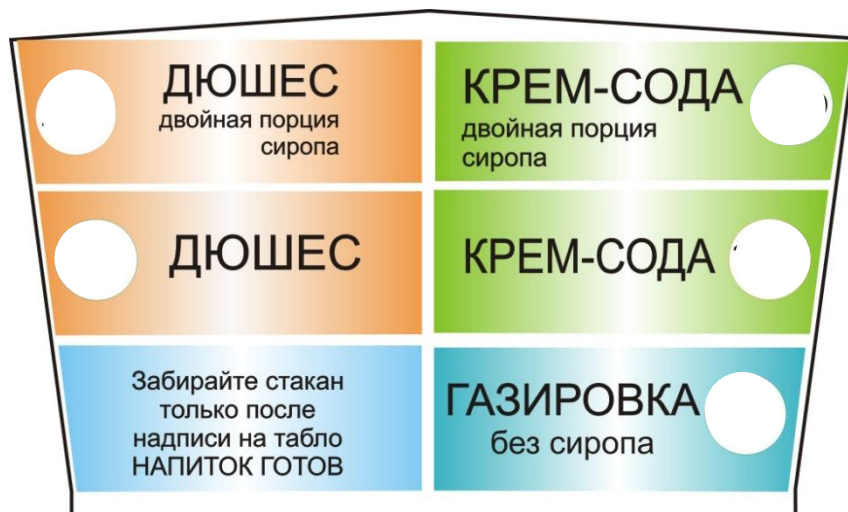 ДЮШЕС
двойная порция
сиропа
КРЕМ-СОДА
двойная порция
сиропа
ДЮШЕС
КРЕМ-СОДА
Забирайте стакан
только после
надписи на табло
НАПИТОК ГОТОВ
ГАЗИРОВКА
без сиропа